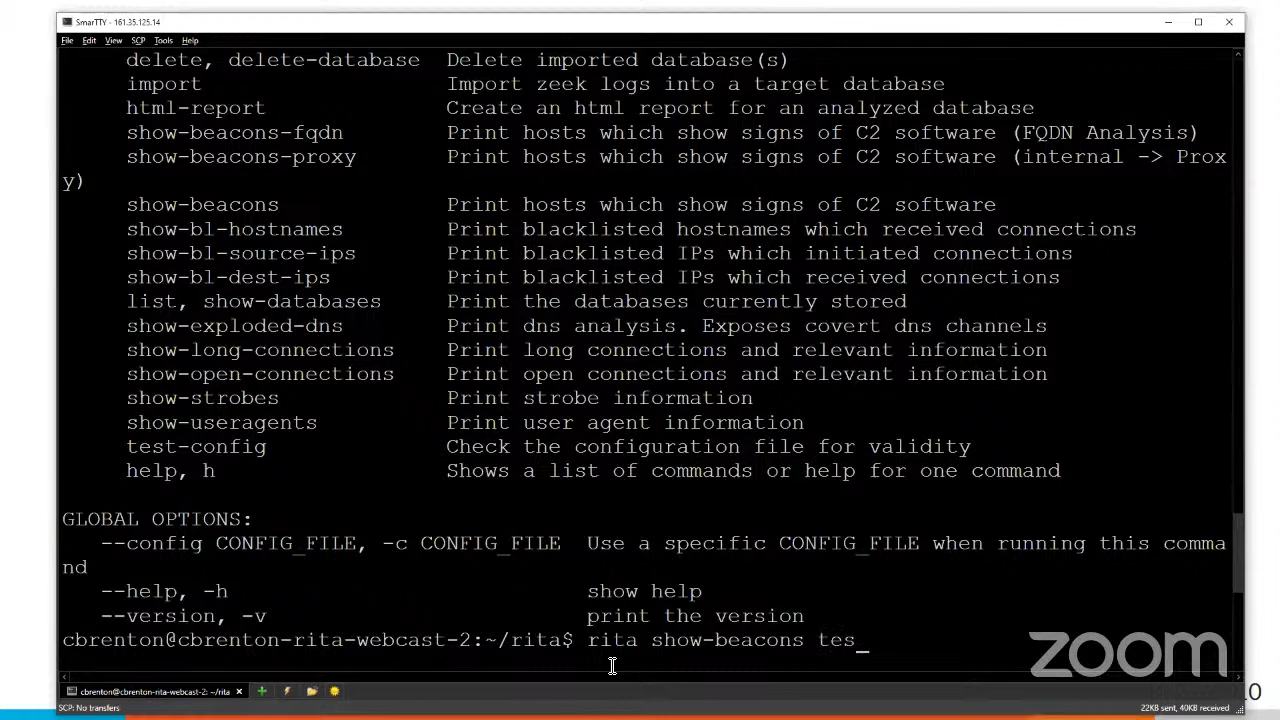 SmarTTY - 161.35.125.14
File Edit View SCP Tools Help
delete, delete-database Delete imported database(s)
import Import zeek logs into a target database
html-report Create an html report for an analyzed database
show-beacons-fqdn Print hosts which show signs of C2 software (FQDN Analysis)
show-beacons-proxy Print hosts which show signs of C2 software (internal -> Prox
y)
show-beacons Print hosts which show signs of C2 software
show-bl-hostnames Print blacklisted hostnames which received connections
show-bl-source-ips Print blacklisted IPs which initiated connections
show-bl-dest-ips Print blacklisted IPs which received connections
list, show-databases Print the databases currently stored
show-exploded-dns Print dns analysis. Exposes covert dns channels
show-long-connections Print long connections and relevant information
show-open-connections Print open connections and relevant information
show-strobes Print strobe information
show-useragents Print user agent information
test-config Check the configuration file for validity
help, h Shows a list of commands or help for one command
GLOBAL OPTIONS:
--config CONFIG_FILE, -c CONFIG_FILE Use a specific CONFIG_FILE when running this comma
nd
--help, -h show help
--version, -v print the version
cbrenton@cbrenton-rita-webcast-2:~/rita$ rita show-beacons tes_
zoom
cbrenton@cbrenton-rita-webcast-2: ~/rita
10
SCP: No transfers 22KB sent, 40KB received